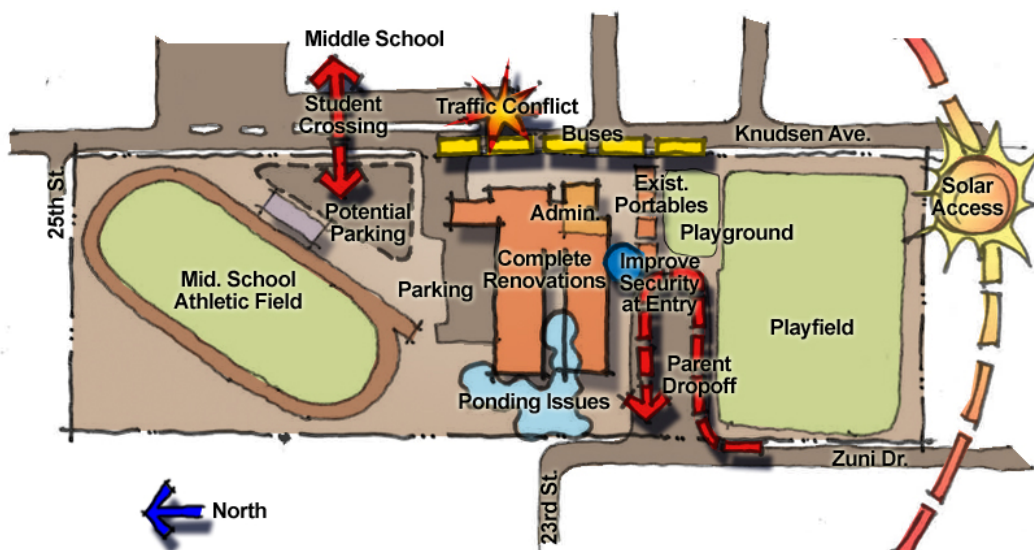 Middle School
Student
Crossing
Traffic Conflict
Buses
Knudsen Ave.
25th St.
Potential
Parking
Admin.
Exist.
Portables
Playground
Solar
Access
Mid. School
Athletic Field
Parking
Complete
Renovations
Improve
Security
at Entry
Playfield
Parent
Dropoff
Ponding Issues
Zuni Dr.
23rd St.
North